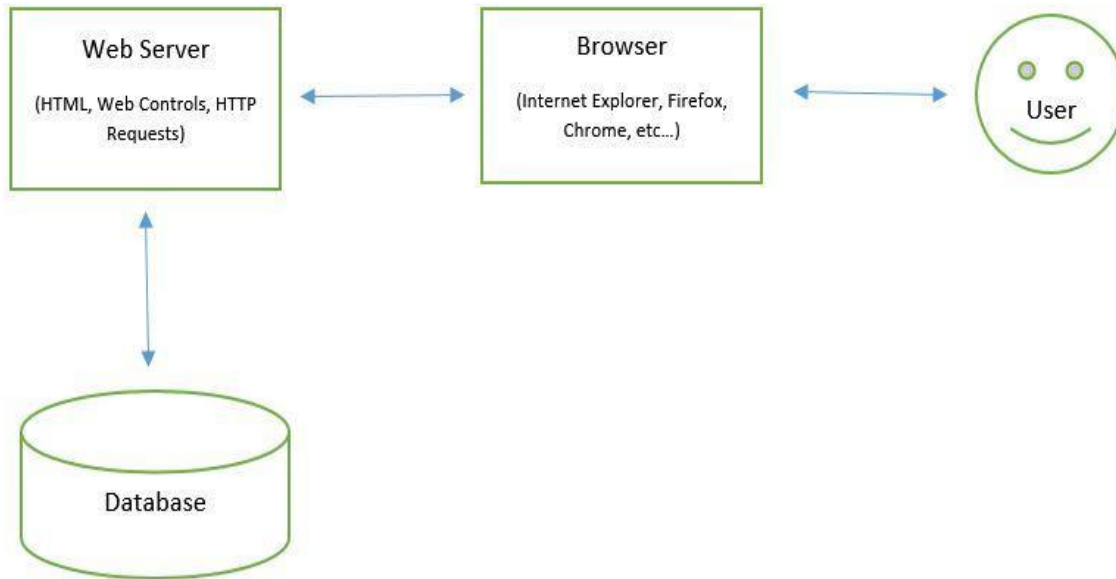 Web Server
(HTML, Web Controls, HTTP
Requests)
Browser
(Internet Explorer, Firefox,
Chrome, etc...)
User
Database